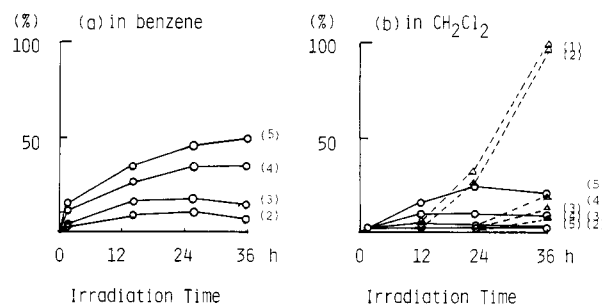 (%) (a) in benzene
100
50
(5)
(4)
(3)
(2)
0 12 24 36 h
Irradiation Time
(%) (b) in CH2Cl2
100
(1)
(2)
50
(5
(4
(3)
(3
(5) (2
0 12 24 36 h
Irradiation Time